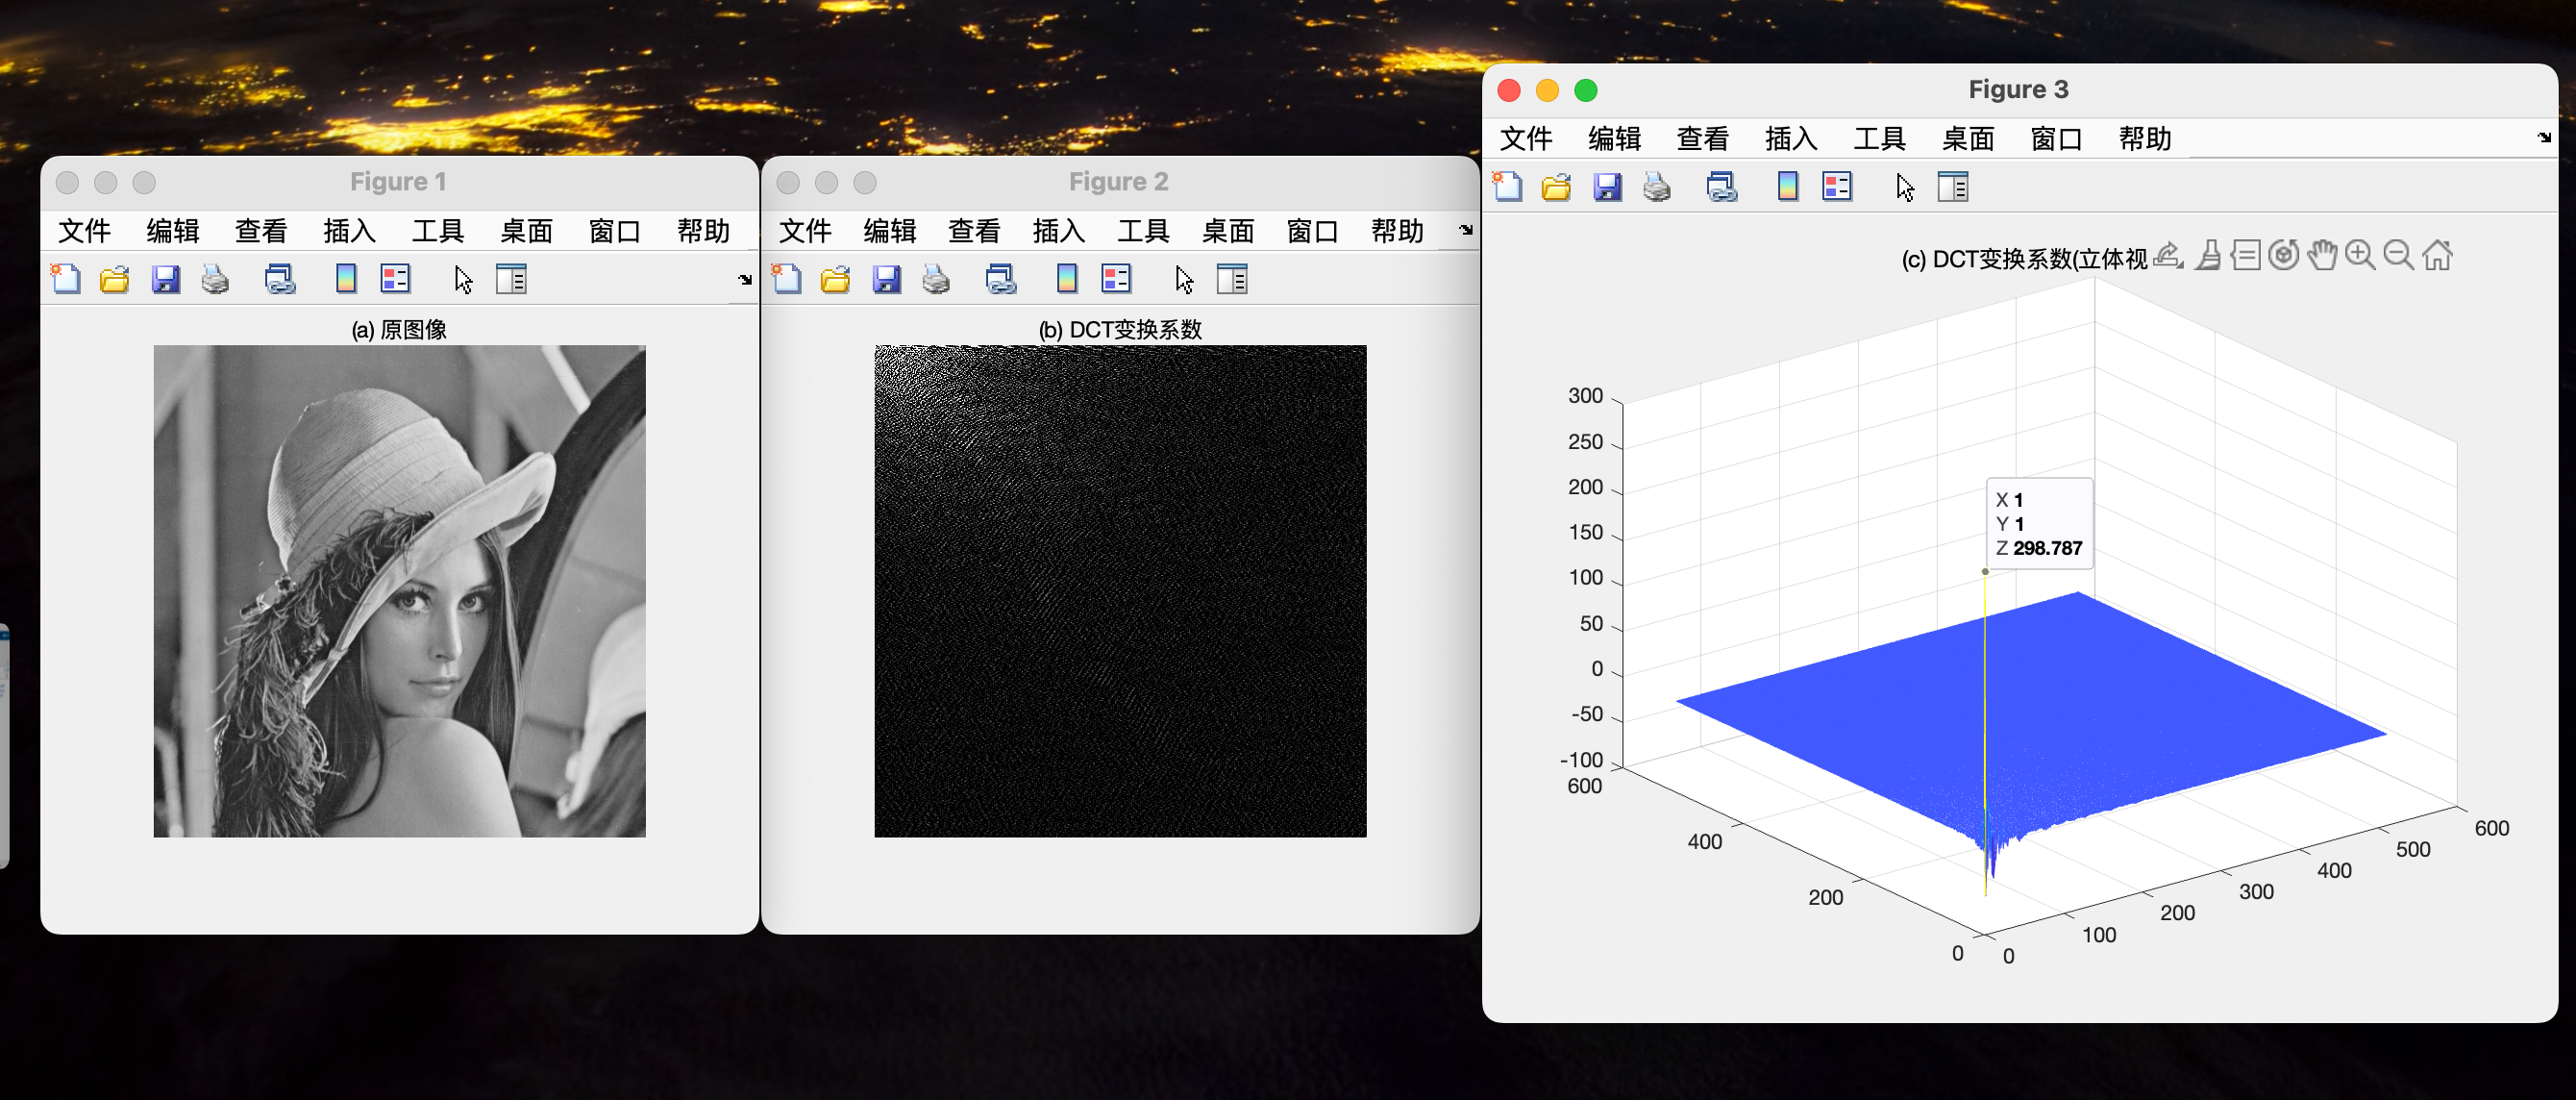 Figure 1
文件 编辑 查看 插入 工具 桌面 窗口 帮助
(a) 原图像
Figure 2
文件 编辑 查看 插入 工具 桌面 窗口 帮助
(b) DCT变换系数
Figure 3
文件 编辑 查看 插入 工具 桌面 窗口 帮助
(c) DCT变换系数(立体视
300
250
200
150
100
50
0
-50
-100
X 1
Y 1
Z 298.787
600
400
200
0
0
100
200
300
400
500
600